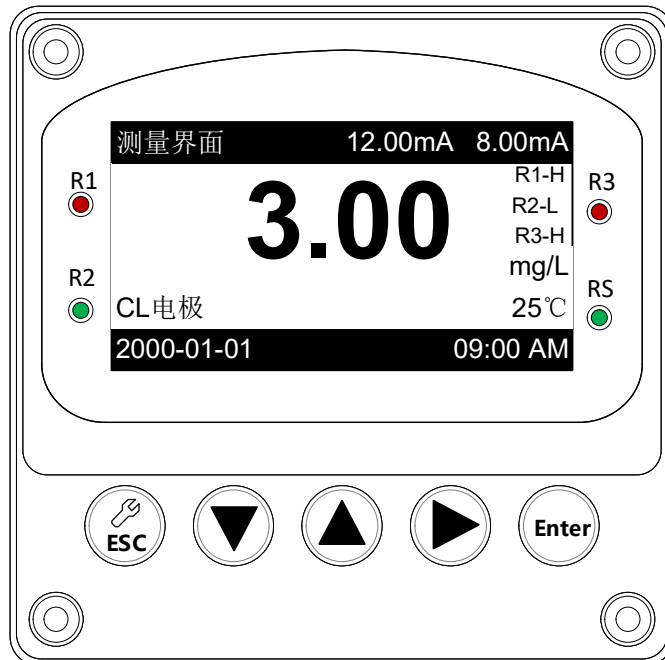 测量界面 12.00mA 8.00mA
R1
3.00
R1-H
R2-L
R3-H
mg/L
R3
R2
CL电极 25℃
RS
2000-01-01 09:00 AM
ESC
Enter